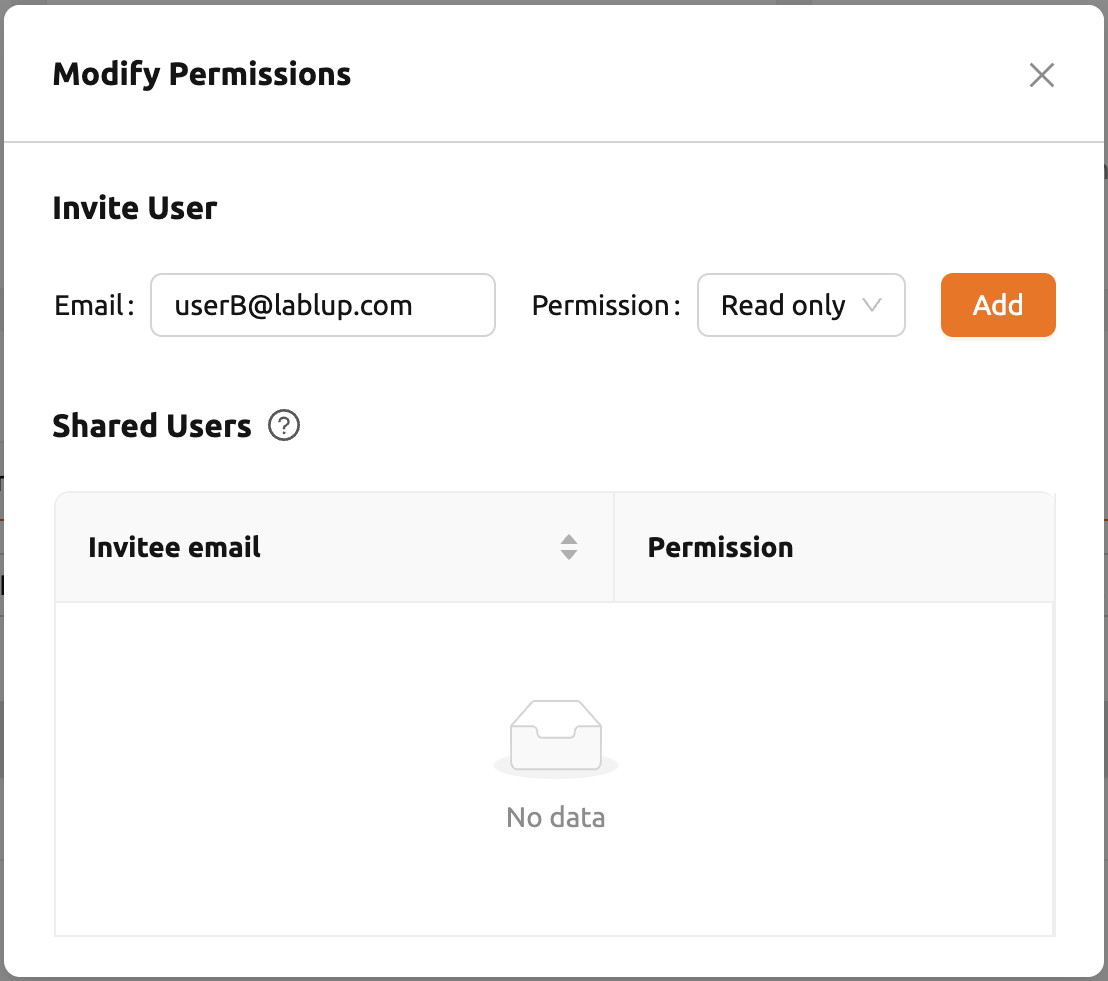 Modify Permissions
Invite User
Email: userB@lablup.com Permission: Read only Add
Shared Users ?
Invitee email Permission
No data